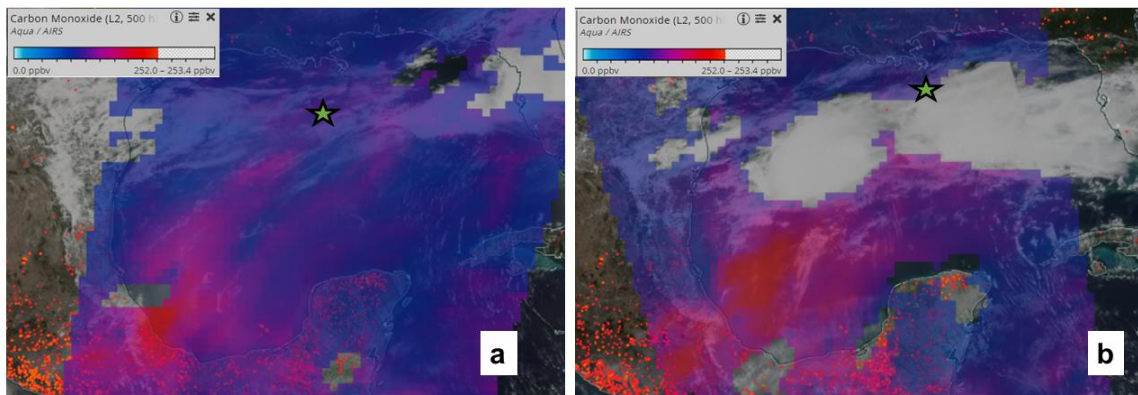 Carbon Monoxide (L2, 500 h
Aqua / AIRS
0.0 ppbv
252.0 – 253.4 ppbv
a
Carbon Monoxide (L2, 500 h
Aqua / AIRS
0.0 ppbv
252.0 – 253.4 ppbv
b